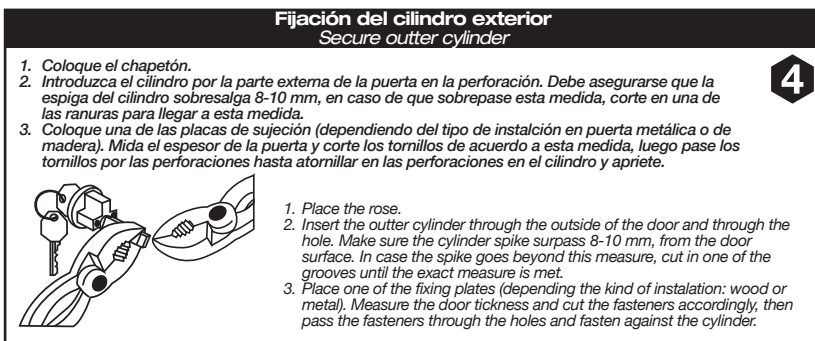 Fijación del cilindro exterior
Secure outter cylinder
1. Coloque el chapetón.
2. Introduzca el cilindro por la parte externa de la puerta en la perforación. Debe asegurarse que la
espiga del cilindro sobresalga 8-10 mm, en caso de que sobrepase esta medida, corte en una de
las ranuras para llegar a esta medida.
3. Coloque una de las placas de sujeción (dependiendo del tipo de instalción en puerta metálica o de
madera). Mida el espesor de la puerta y corte los tornillos de acuerdo a esta medida, luego pase los
tornillos por las perforaciones hasta atornillar en las perforaciones en el cilindro y apriete.
4
1. Place the rose.
2. Insert the outter cylinder through the outside of the door and through the
hole. Make sure the cylinder spike surpass 8-10 mm, from the door
surface. In case the spike goes beyond this measure, cut in one of the
grooves until the exact measure is met.
3. Place one of the fixing plates (depending the kind of instalation: wood or
metal). Measure the door tickness and cut the fasteners accordingly, then
pass the fasteners through the holes and fasten against the cylinder.